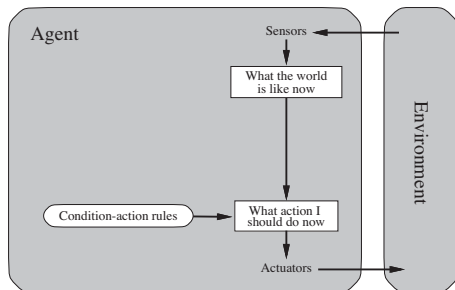 Agent
Sensors
What the world
is like now
Environment
Condition-action rules
What action I
should do now
Actuators